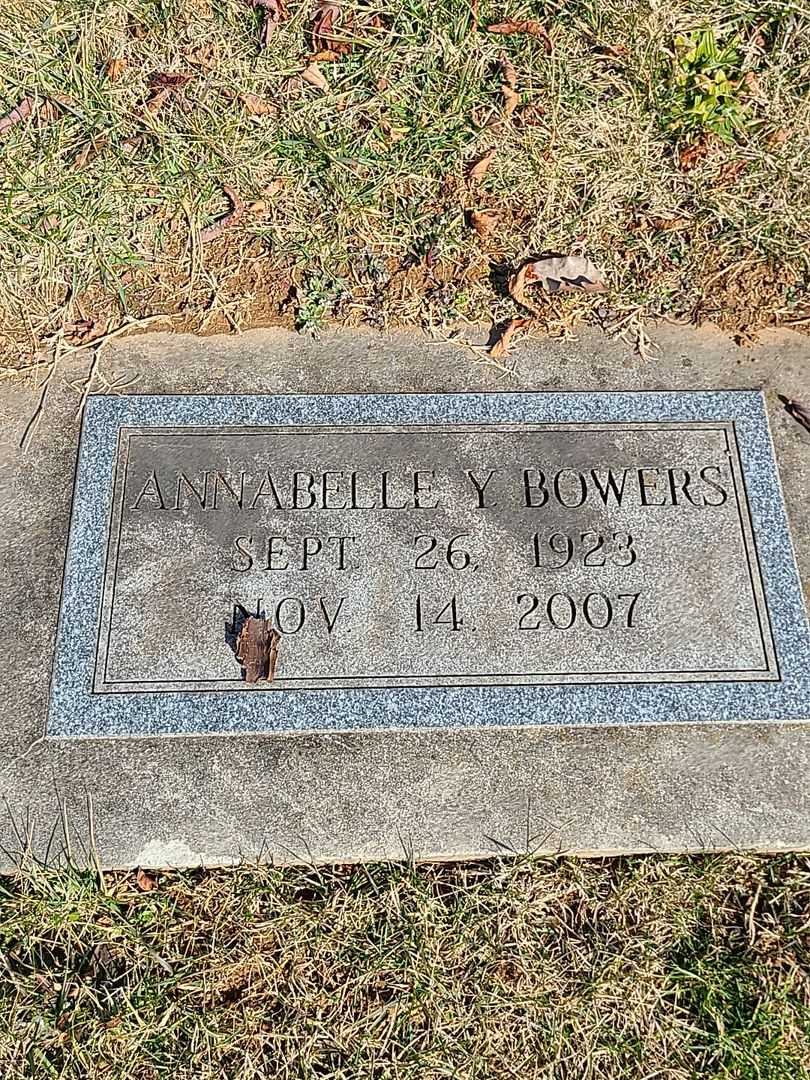 ANNABELLE Y. BOWERS
SEPT. 26, 1923
NOV. 14, 2007